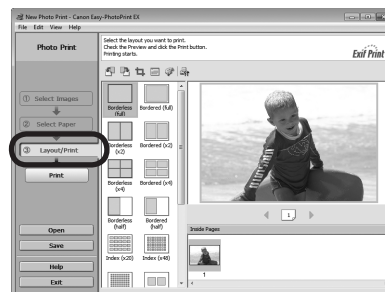 New Photo Print - Canon Easy-PhotoPrint EX
File Edit View Help
Photo Print
Select the layout you want to print.
Check the Preview and click the Print button.
Printing starts.
Exif Print
① Select Images
② Select Paper
③ Layout/Print
Print
Open
Save
Help
Exit
Borderless (full)
Bordered (full)
Borderless (x2)
Bordered (x2)
Borderless (x4)
Bordered (x4)
Borderless (half)
Bordered (half)
Index (x20)
Index (x48)
1
Inside Pages
1